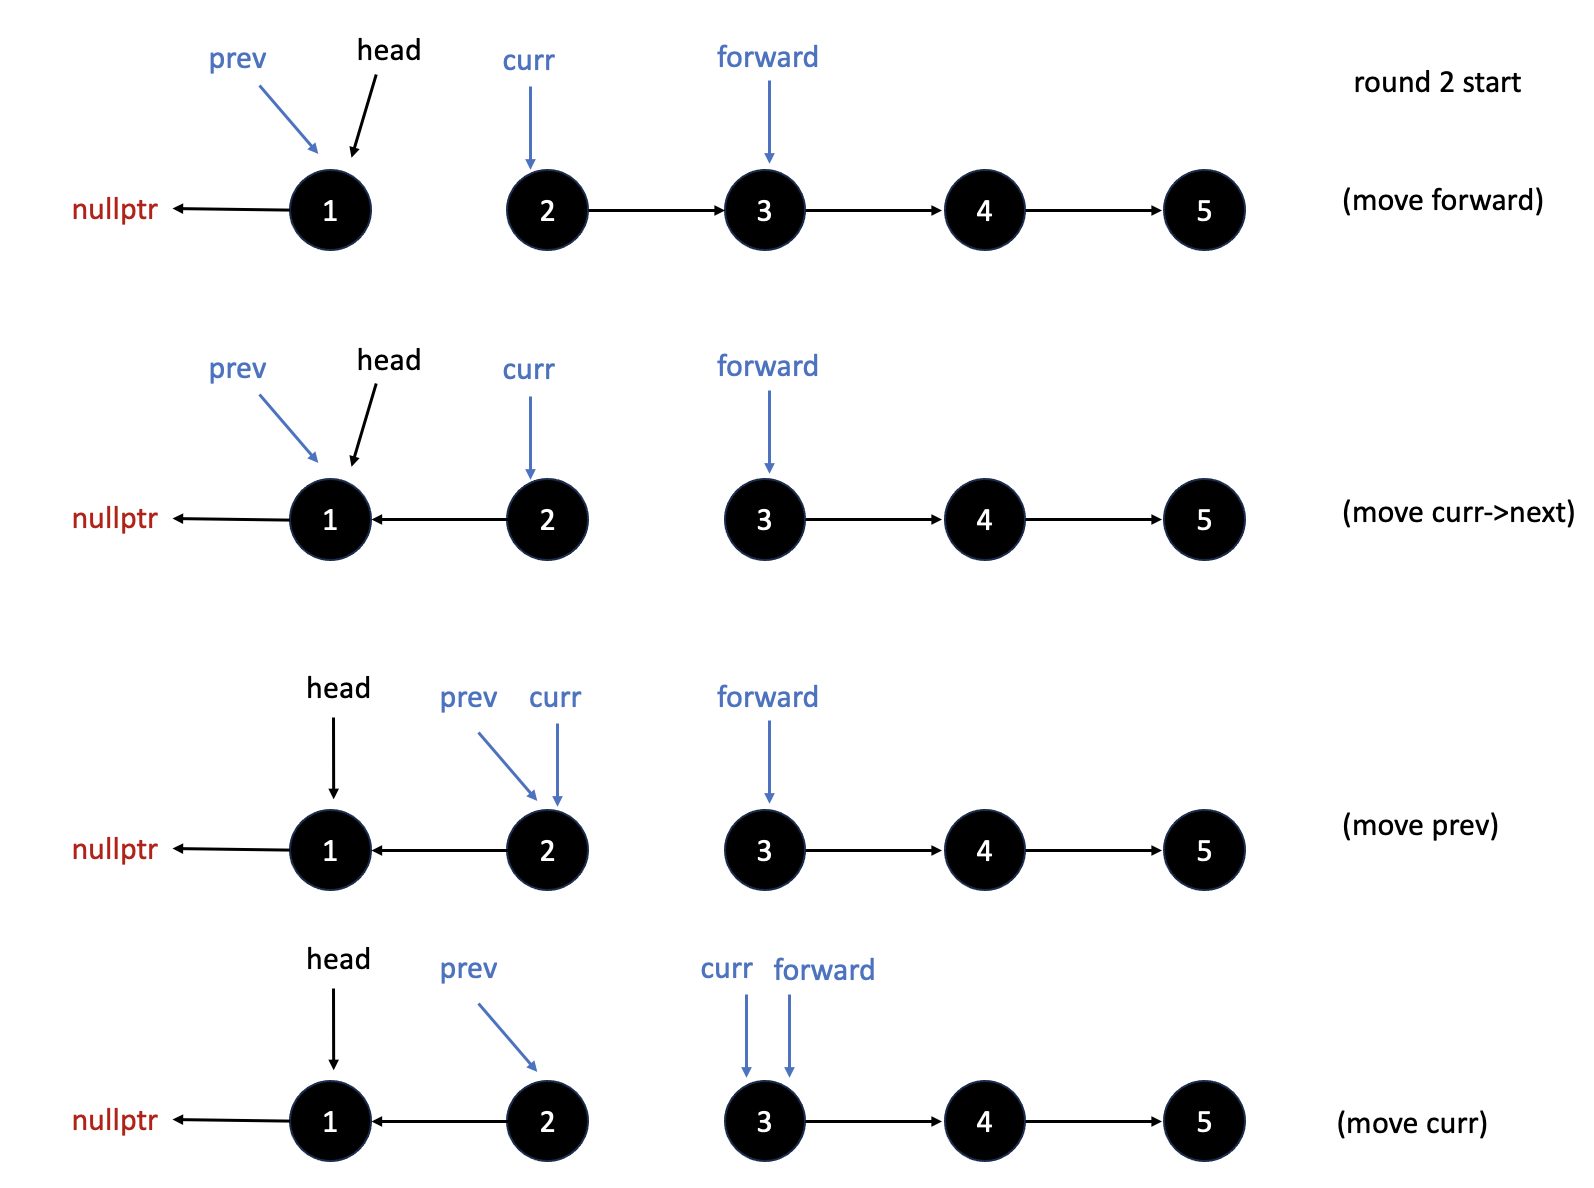 prev head curr forward round 2 start
nullptr 1 2 3 4 5 (move forward)
prev head curr forward
nullptr 1 2 3 4 5 (move curr->next)
head prev curr forward
nullptr 1 2 3 4 5 (move prev)
head prev curr forward
nullptr 1 2 3 4 5 (move curr)